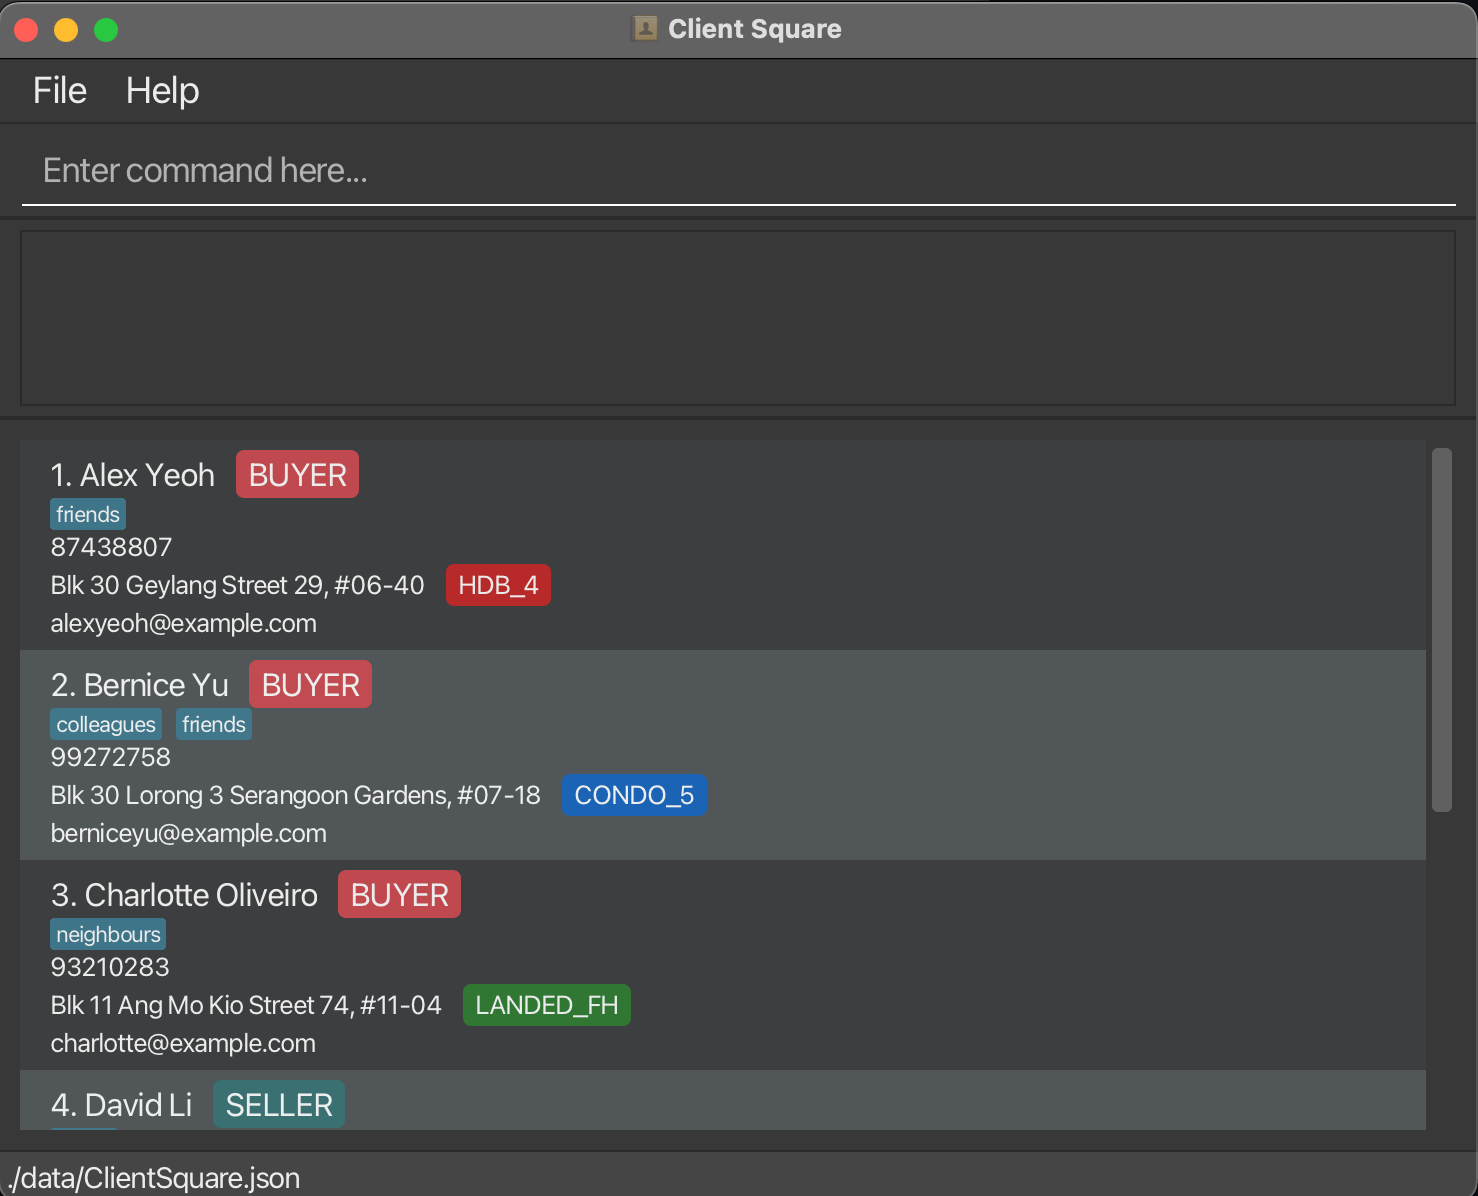 Client Square
File Help
Enter command here...
1. Alex Yeoh BUYER
friends
87438807
Blk 30 Geylang Street 29, #06-40 HDB_4
alexyeoh@example.com
2. Bernice Yu BUYER
colleagues friends
99272758
Blk 30 Lorong 3 Serangoon Gardens, #07-18 CONDO_5
berniceyu@example.com
3. Charlotte Oliveiro BUYER
neighbours
93210283
Blk 11 Ang Mo Kio Street 74, #11-04 LANDED_FH
charlotte@example.com
4. David Li SELLER
./data/ClientSquare.json